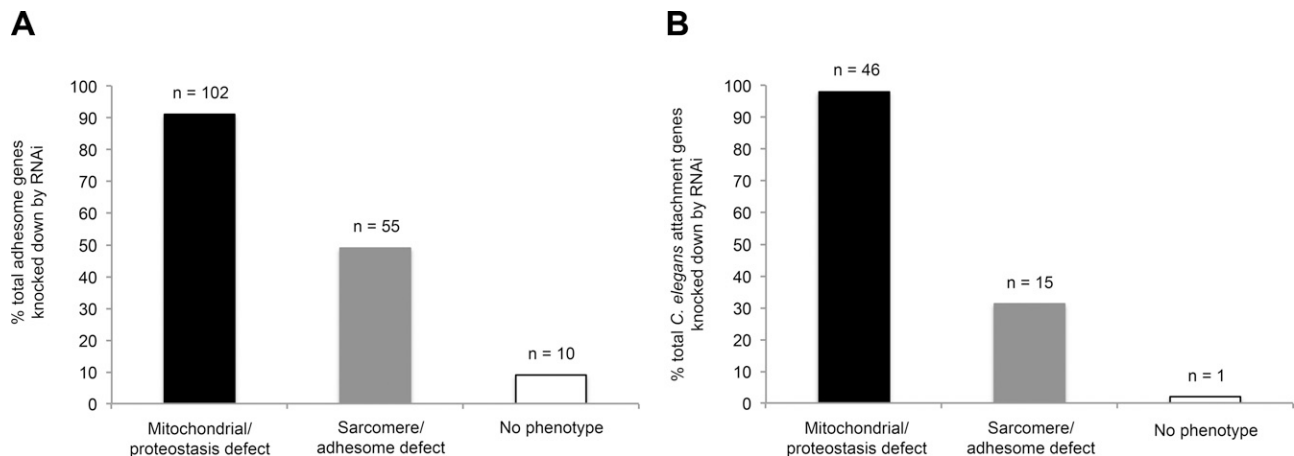 A
% total adhesome genes
knocked down by RNAi
100
90
80
70
60
50
40
30
20
10
0
n = 102
n = 55
n = 10
Mitochondrial/
proteostasis defect
Sarcomere/
adhesome defect
No phenotype
B
% total C. elegans attachment genes
knocked down by RNAi
100
90
80
70
60
50
40
30
20
10
0
n = 46
n = 15
n = 1
Mitochondrial/
proteostasis defect
Sarcomere/
adhesome defect
No phenotype